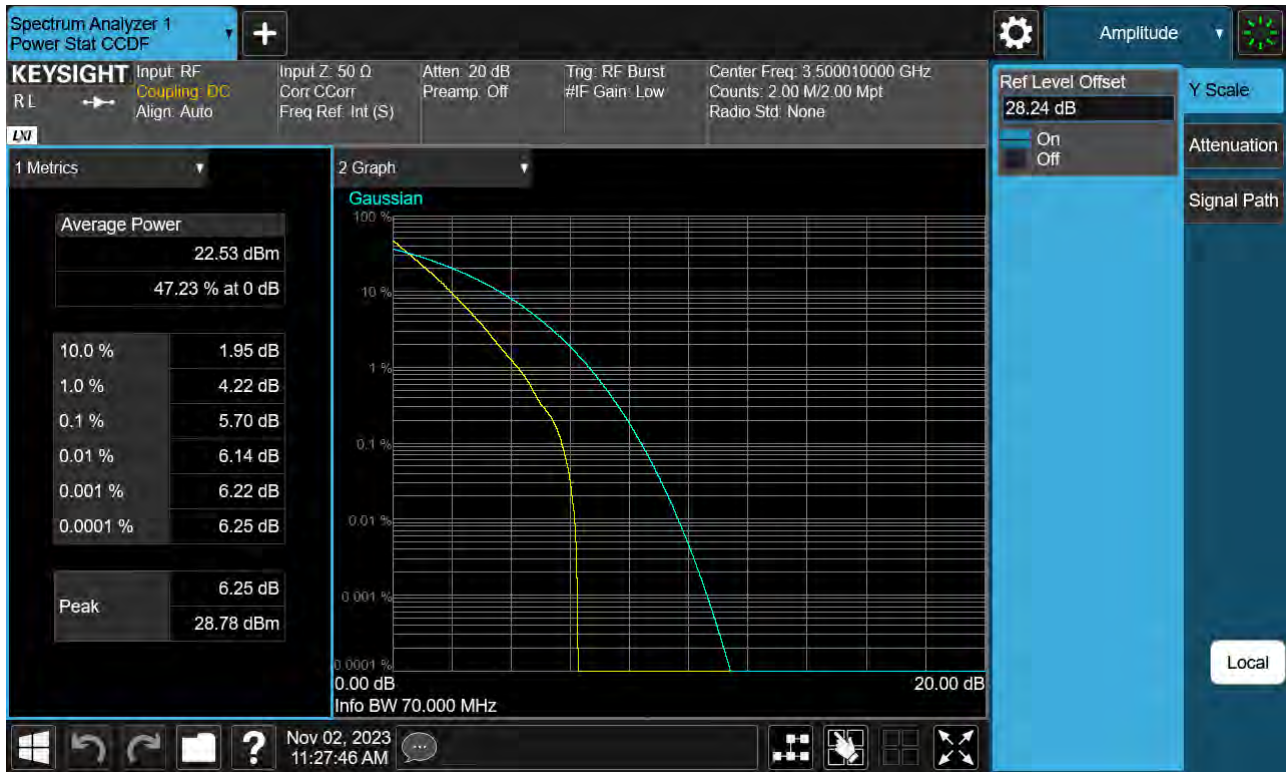 Spectrum Analyzer 1
Power Stat CCDF
+
Amplitude
KEYSIGHT
RL
LXI
Input: RF
Coupling: DC
Align: Auto
Input Z: 50 Ω
Corr CCorr
Freq Ref: Int (S)
Atten: 20 dB
Preamp: Off
Trig: RF Burst
#IF Gain: Low
Center Freq: 3.500010000 GHz
Counts: 2.00 M/2.00 Mpt
Radio Std: None
Ref Level Offset
28.24 dB
On
Off
Y Scale
Attenuation
Signal Path
Local
1 Metrics
Average Power
22.53 dBm
47.23 % at 0 dB
10.0 % 1.95 dB
1.0 % 4.22 dB
0.1 % 5.70 dB
0.01 % 6.14 dB
0.001 % 6.22 dB
0.0001 % 6.25 dB
Peak
6.25 dB
28.78 dBm
2 Graph
Gaussian
100 %
10 %
1 %
0.1 %
0.01 %
0.001 %
0.0001 %
0.00 dB 20.00 dB
Info BW 70.000 MHz
?
Nov 02, 2023
11:27:46 AM